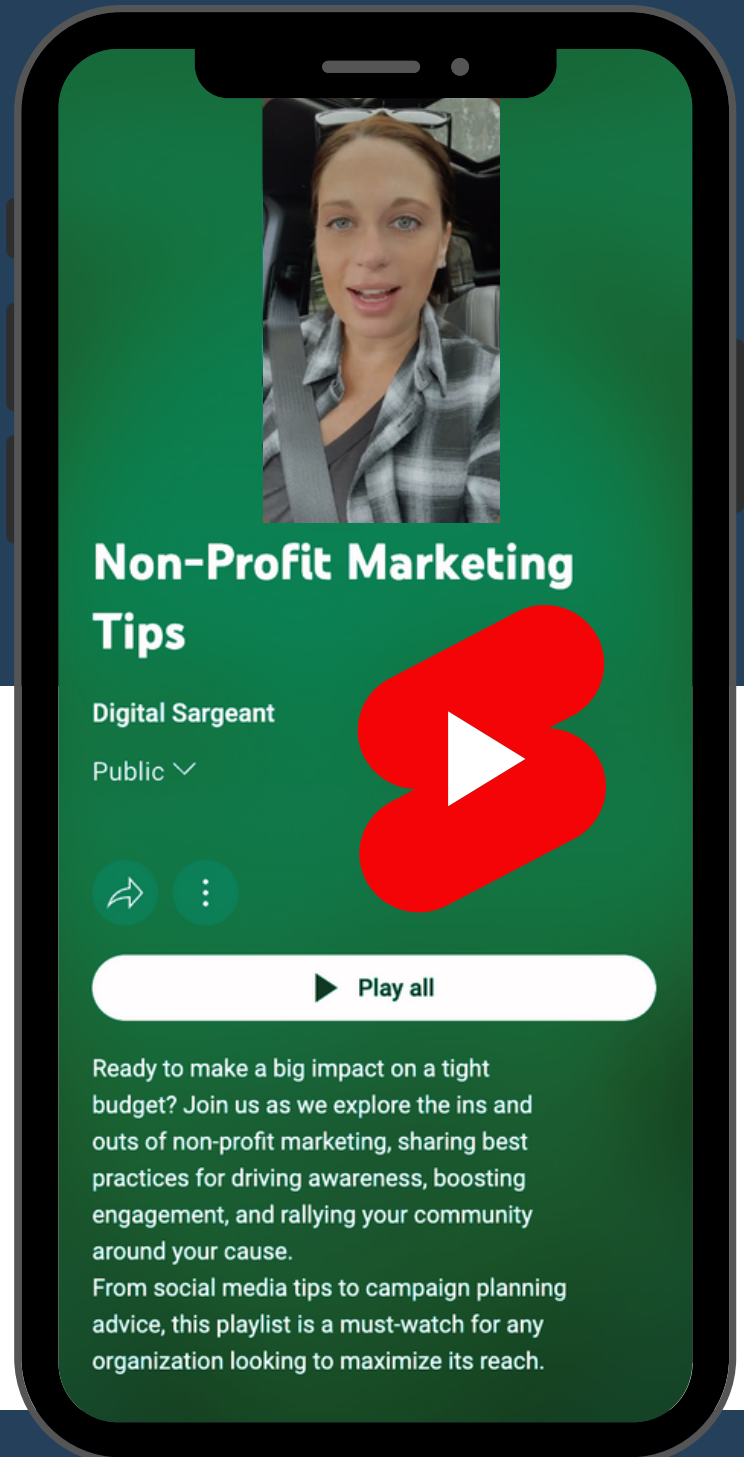 Non-Profit Marketing
Tips
Digital Sargeant
Public
Play all
Ready to make a big impact on a tight
budget? Join us as we explore the ins and
outs of non-profit marketing, sharing best
practices for driving awareness, boosting
engagement, and rallying your community
around your cause.
From social media tips to campaign planning
advice, this playlist is a must-watch for any
organization looking to maximize its reach.